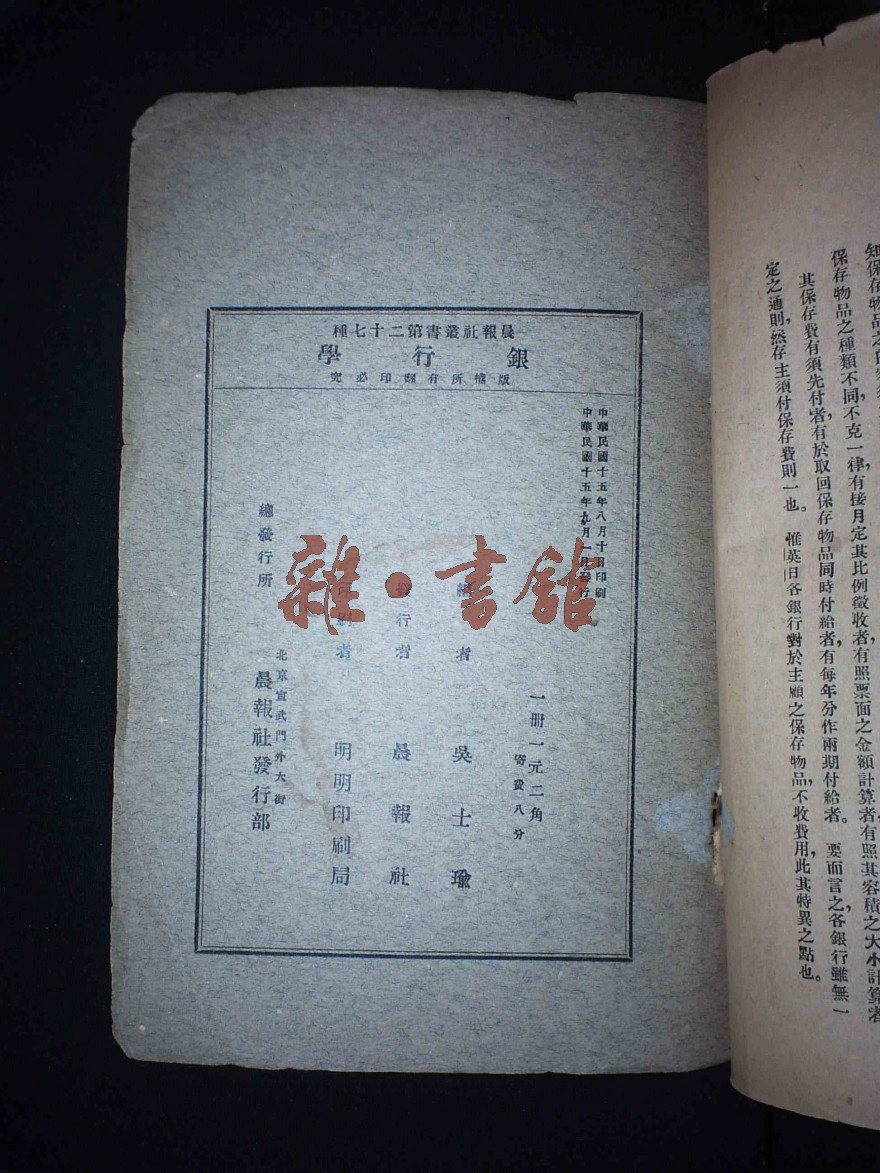 知保存物品之
保存物品之種類不同，不克一律，有接月定其比例徵收者，有照票面之金額計算者，有照其容積之大小計算者
其保存費有須先付者，有於取回保存物品同時付給者，有每年分作兩期付給者。要而言之，各銀行雖無一
定之通則，然存主須付保存費則一也。惟英日各銀行對於主顧之保存物品，不收費用，此其特異之點也。
晨報社叢書第二十七種
銀行學
版權所有翻印必究
中華民國十五年八月十日印刷
中華民國十五年九月一日發行
一冊一元二角
寄費八分
編者 吳士瑜
發行者 晨報社
印刷者 明明印刷局
總發行所
北京宣武門外大街
晨報社發行部
雜·書館